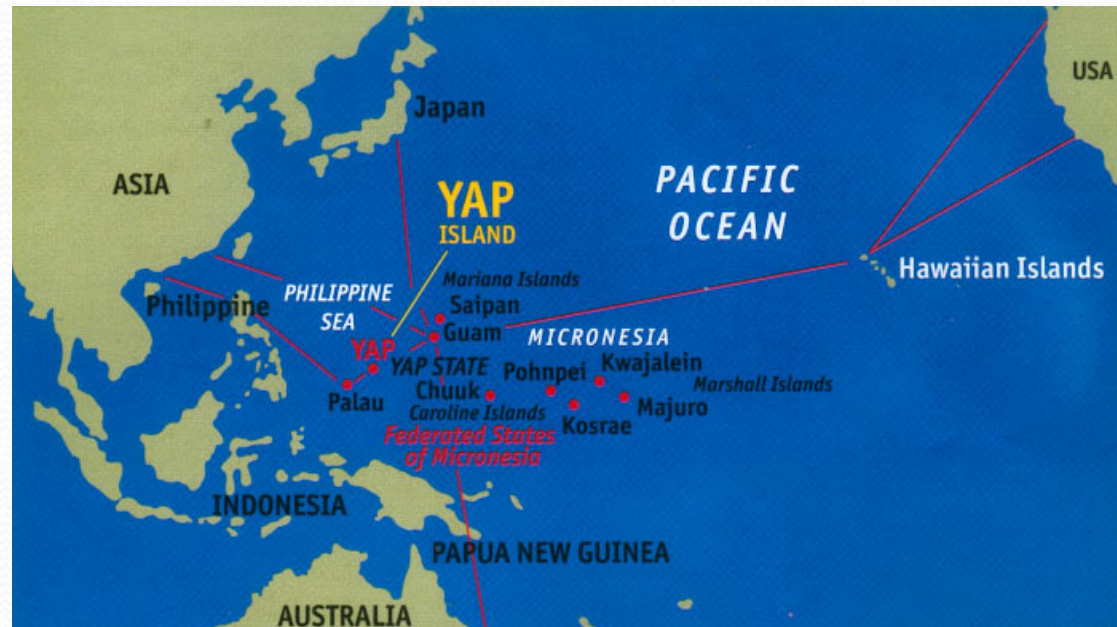 USA
Japan
ASIA
YAP
ISLAND
PACIFIC
OCEAN
Hawaiian Islands
Mariana Islands
Saipan
Guam
Philippine
PHILIPPINE
SEA
MICRONESIA
YAP
YAP STATE
Palau
Chuuk
Pohnpei
Kwajalein
Marshall Islands
Majuro
Kosrae
Caroline Islands
Federated States
of Micronesia
INDONESIA
PAPUA NEW GUINEA
AUSTRALIA